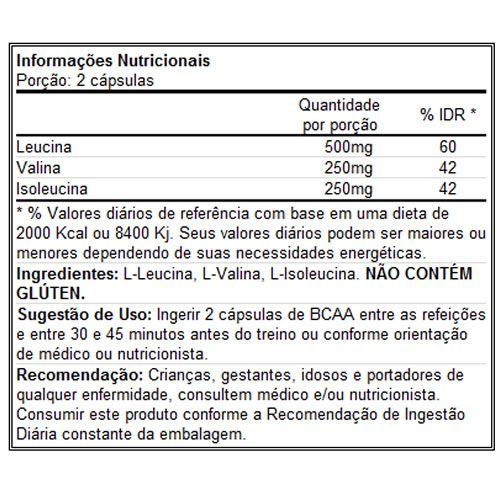 Informações Nutricionais
Porção: 2 cápsulas
Quantidade por porção % IDR *
Leucina 500mg 60
Valina 250mg 42
Isoleucina 250mg 42
* % Valores diários de referência com base em uma dieta de
2000 Kcal ou 8400 Kj. Seus valores diários podem ser maiores ou
menores dependendo de suas necessidades energéticas.
Ingredientes: L-Leucina, L-Valina, L-Isoleucina. NÃO CONTÉM
GLÚTEN.
Sugestão de Uso: Ingerir 2 cápsulas de BCAA entre as refeições
e entre 30 e 45 minutos antes do treino ou conforme orientação
de médico ou nutricionista.
Recomendação: Crianças, gestantes, idosos e portadores de
qualquer enfermidade, consultem médico e/ou nutricionista.
Consumir este produto conforme a Recomendação de Ingestão
Diária constante da embalagem.